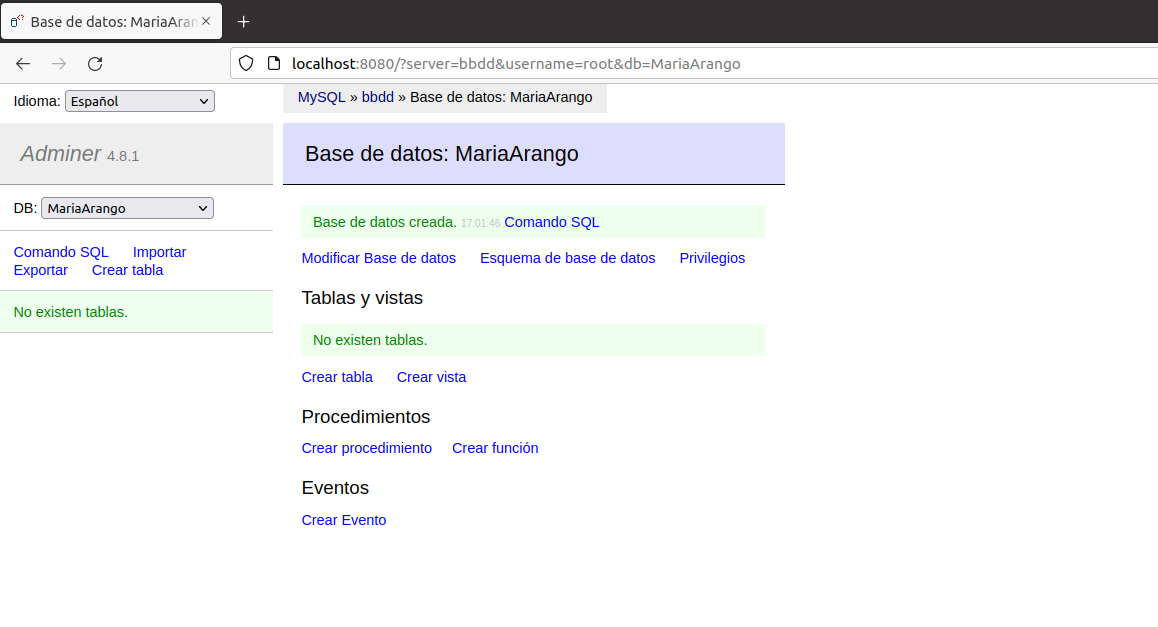 Base de datos: MariaAran
localhost:8080/?server=bbdd&username=root&db=MariaArango
Idioma: Español
MySQL » bbdd » Base de datos: MariaArango
Adminer 4.8.1
Base de datos: MariaArango
DB: MariaArango
Base de datos creada. 17:01:46 Comando SQL
Comando SQL Importar
Exportar Crear tabla
Modificar Base de datos Esquema de base de datos Privilegios
No existen tablas.
Tablas y vistas
No existen tablas.
Crear tabla Crear vista
Procedimientos
Crear procedimiento Crear función
Eventos
Crear Evento